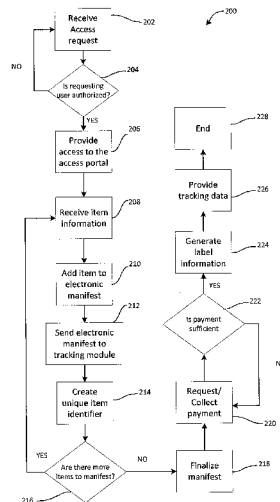 Receive
Access
request
202
200
NO
204
Is requesting
user authorized?
YES
Provide
access to the
access portal
206
Receive item
information
208
210
Add item to
electronic
manifest
212
Send electronic
manifest to
tracking module
Create
unique item
identifier
214
YES
Are there more
items to manifest?
216
NO
Finalize
manifest
218
Request/
Collect
payment
220
Is payment
sufficient
222
YES
Generate
label
information
224
Provide
tracking data
226
End
228